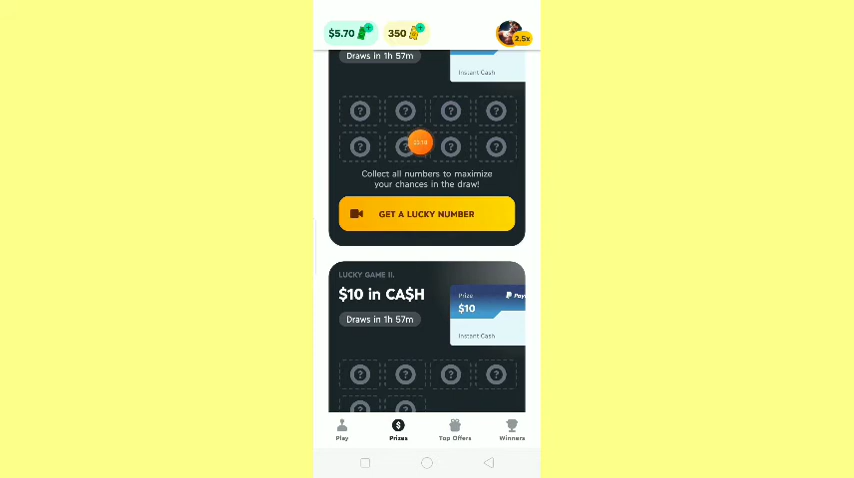 $5.70
350
2.5x
Draws in 1h 57m
Instant Cash
Collect all numbers to maximize
your chances in the draw!
GET A LUCKY NUMBER
LUCKY GAME II.
$10 in CA$H
Draws in 1h 57m
Prize
$10
Instant Cash
Play
Prizes
Top Offers
Winners